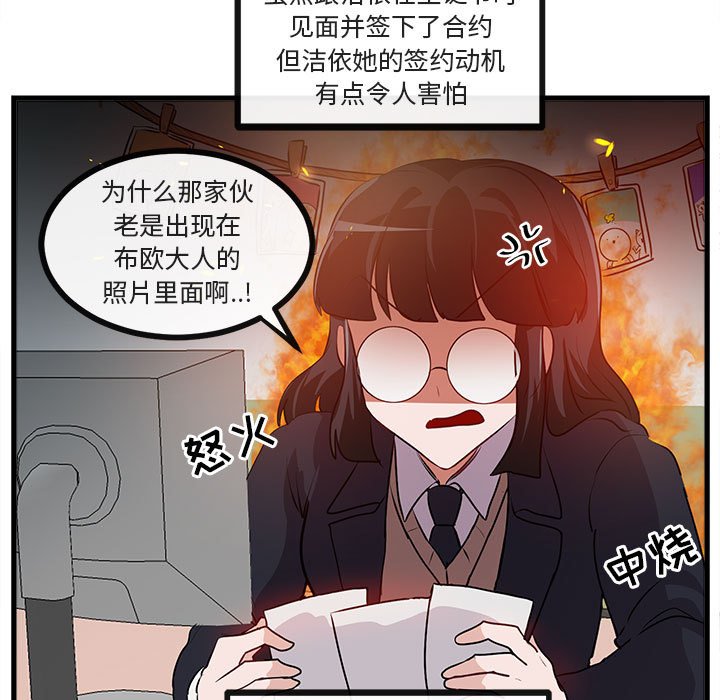 见面并签下了合约
但洁依她的签约动机
有点令人害怕
为什么那家伙
老是出现在
布欧大人的
照片里面啊..!
怒火
中烧